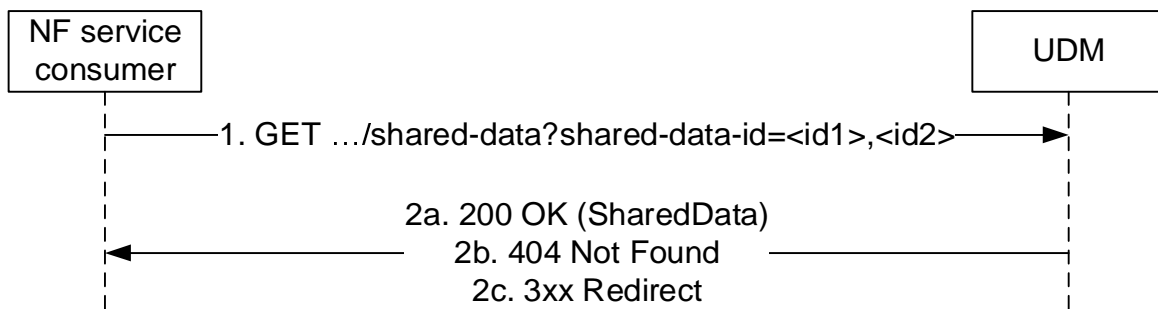 NF service
consumer
UDM
1. GET …/shared-data?shared-data-id=<id1>,<id2>
2a. 200 OK (SharedData)
2b. 404 Not Found
2c. 3xx Redirect